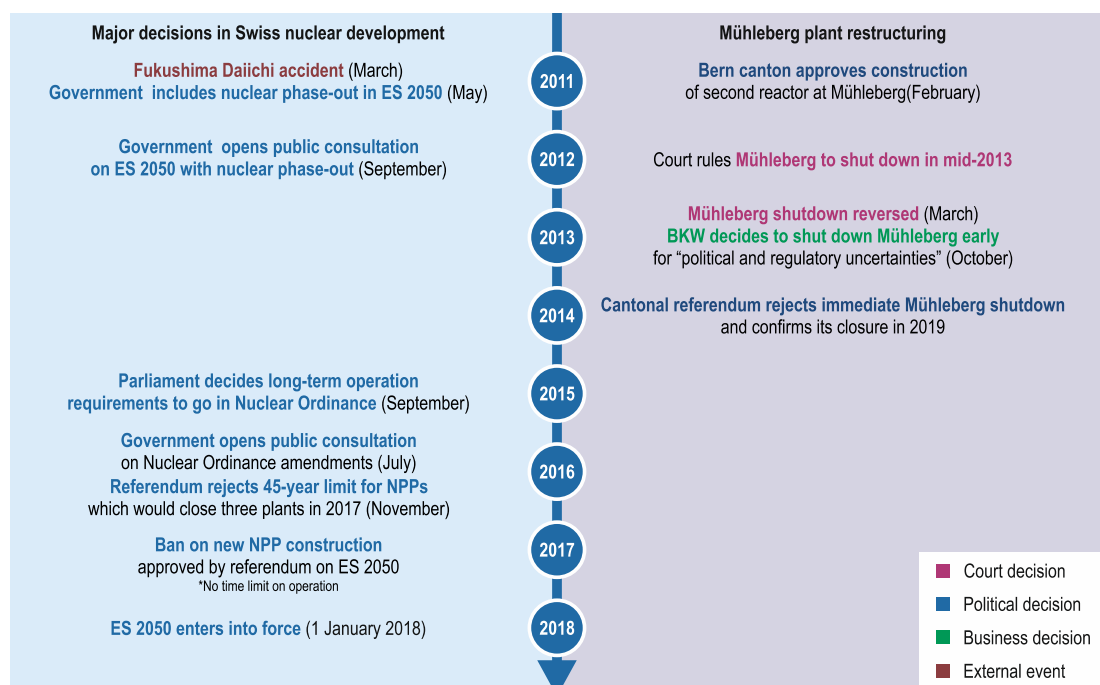 Major decisions in Swiss nuclear development
Fukushima Daiichi accident (March)
Government includes nuclear phase-out in ES 2050 (May)
Government opens public consultation
on ES 2050 with nuclear phase-out (September)
Parliament decides long-term operation
requirements to go in Nuclear Ordinance (September)
Government opens public consultation
on Nuclear Ordinance amendments (July)
Referendum rejects 45-year limit for NPPs
which would close three plants in 2017 (November)
Ban on new NPP construction
approved by referendum on ES 2050
*No time limit on operation
ES 2050 enters into force (1 January 2018)
2011
2012
2013
2014
2015
2016
2017
2018
Mühleberg plant restructuring
Bern canton approves construction
of second reactor at Mühleberg(February)
Court rules Mühleberg to shut down in mid-2013
Mühleberg shutdown reversed (March)
BKW decides to shut down Mühleberg early
for “political and regulatory uncertainties” (October)
Cantonal referendum rejects immediate Mühleberg shutdown
and confirms its closure in 2019
Court decision
Political decision
Business decision
External event